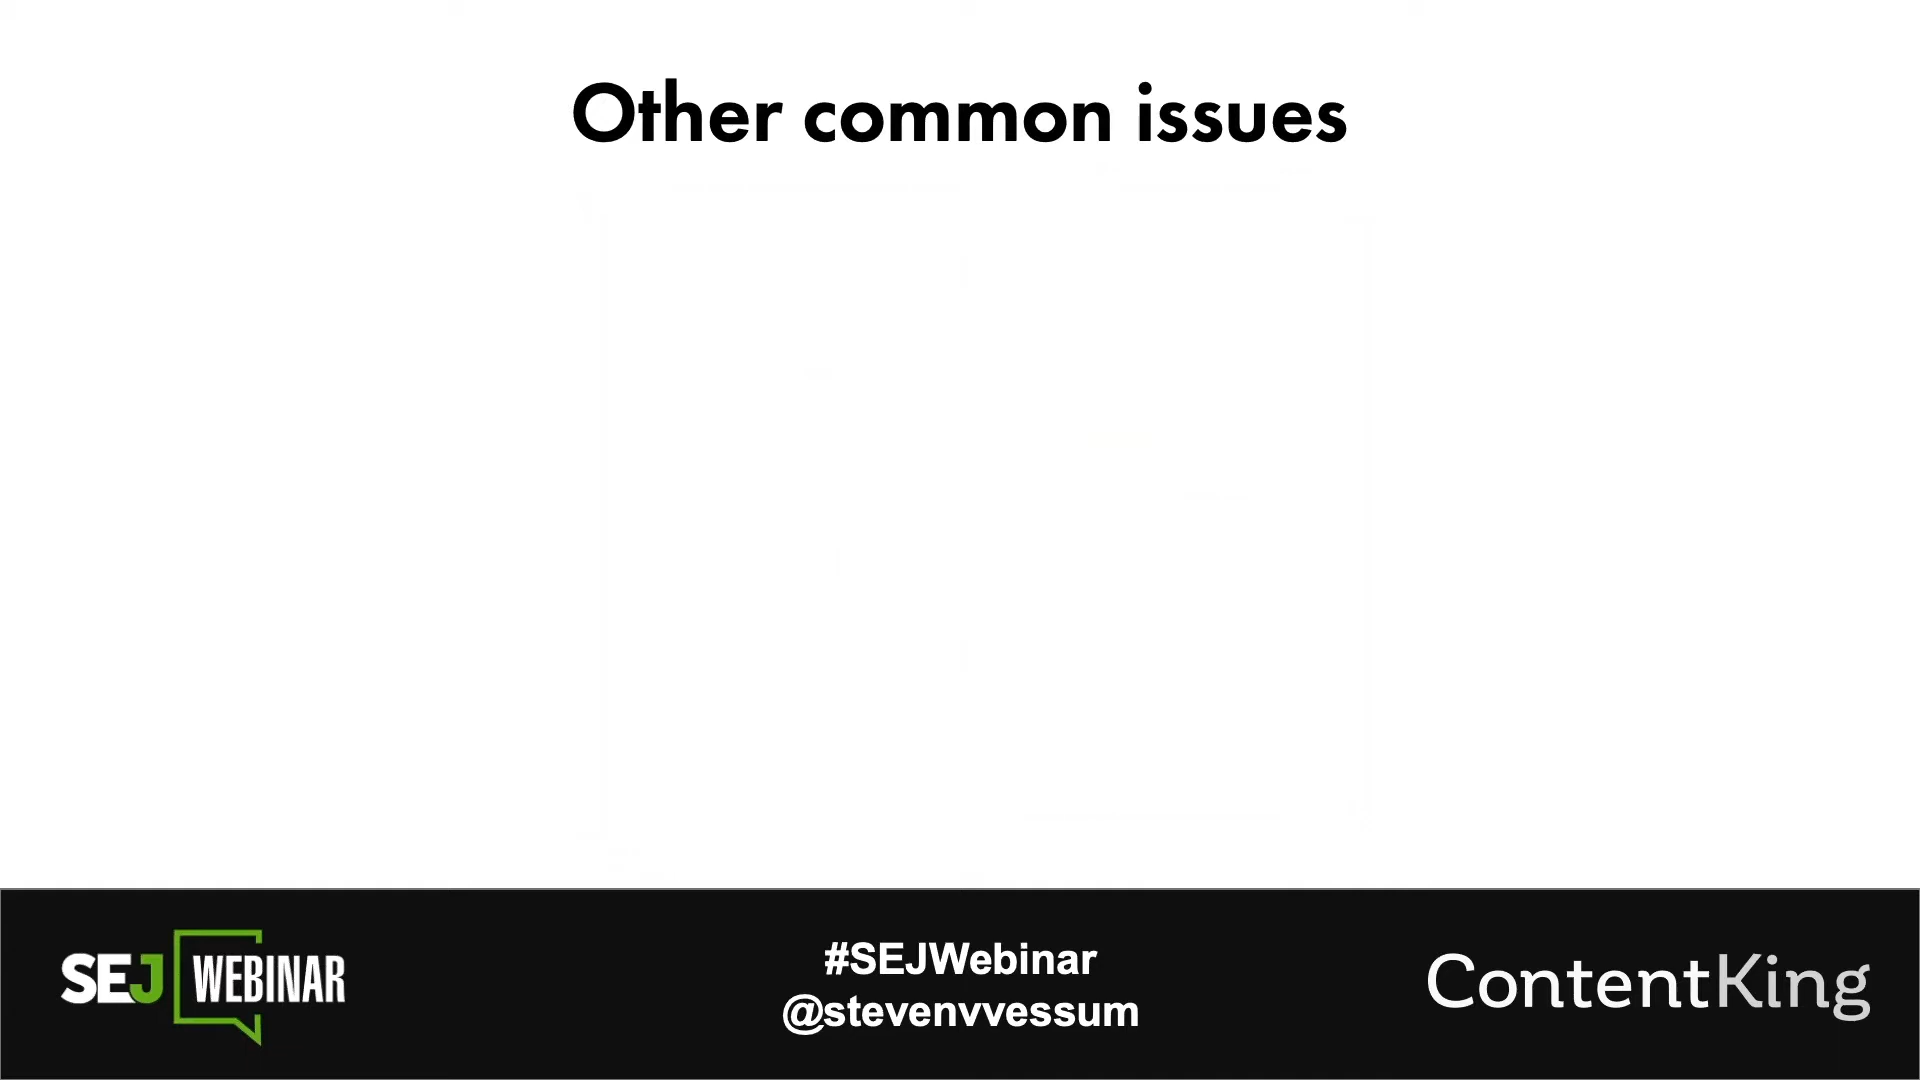 Other common issues
SEJ WEBINAR
#SEJWebinar
@stevenvvessum
ContentKing